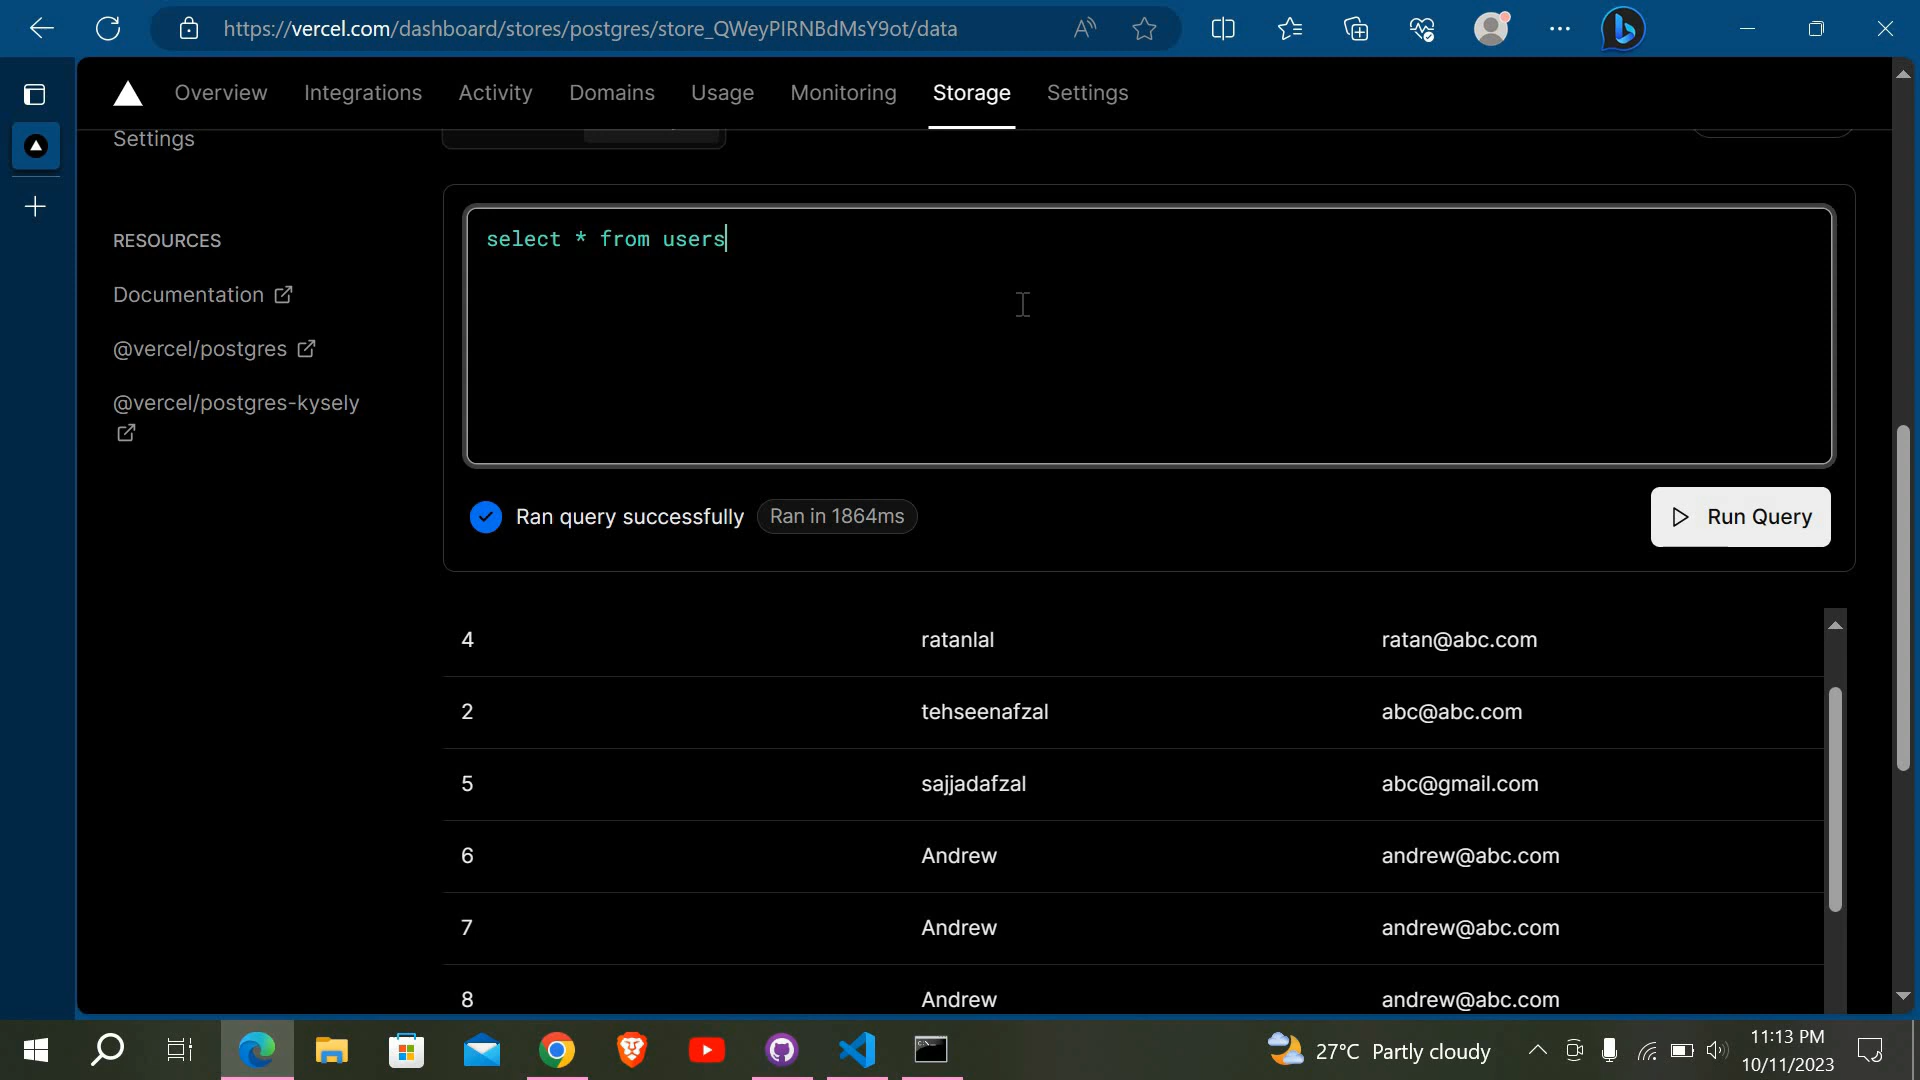 https://vercel.com/dashboard/stores/postgres/store_QWeyPIRNBdMsY9ot/data
Overview Integrations Activity Domains Usage Monitoring Storage Settings
Settings
RESOURCES
Documentation
@vercel/postgres
@vercel/postgres-kysely
select * from users
Ran query successfully Ran in 1864ms
Run Query
4 ratanlal ratan@abc.com
2 tehseenafzal abc@abc.com
5 sajjadafzal abc@gmail.com
6 Andrew andrew@abc.com
7 Andrew andrew@abc.com
8 Andrew andrew@abc.com
27°C Partly cloudy
11:13 PM
10/11/2023